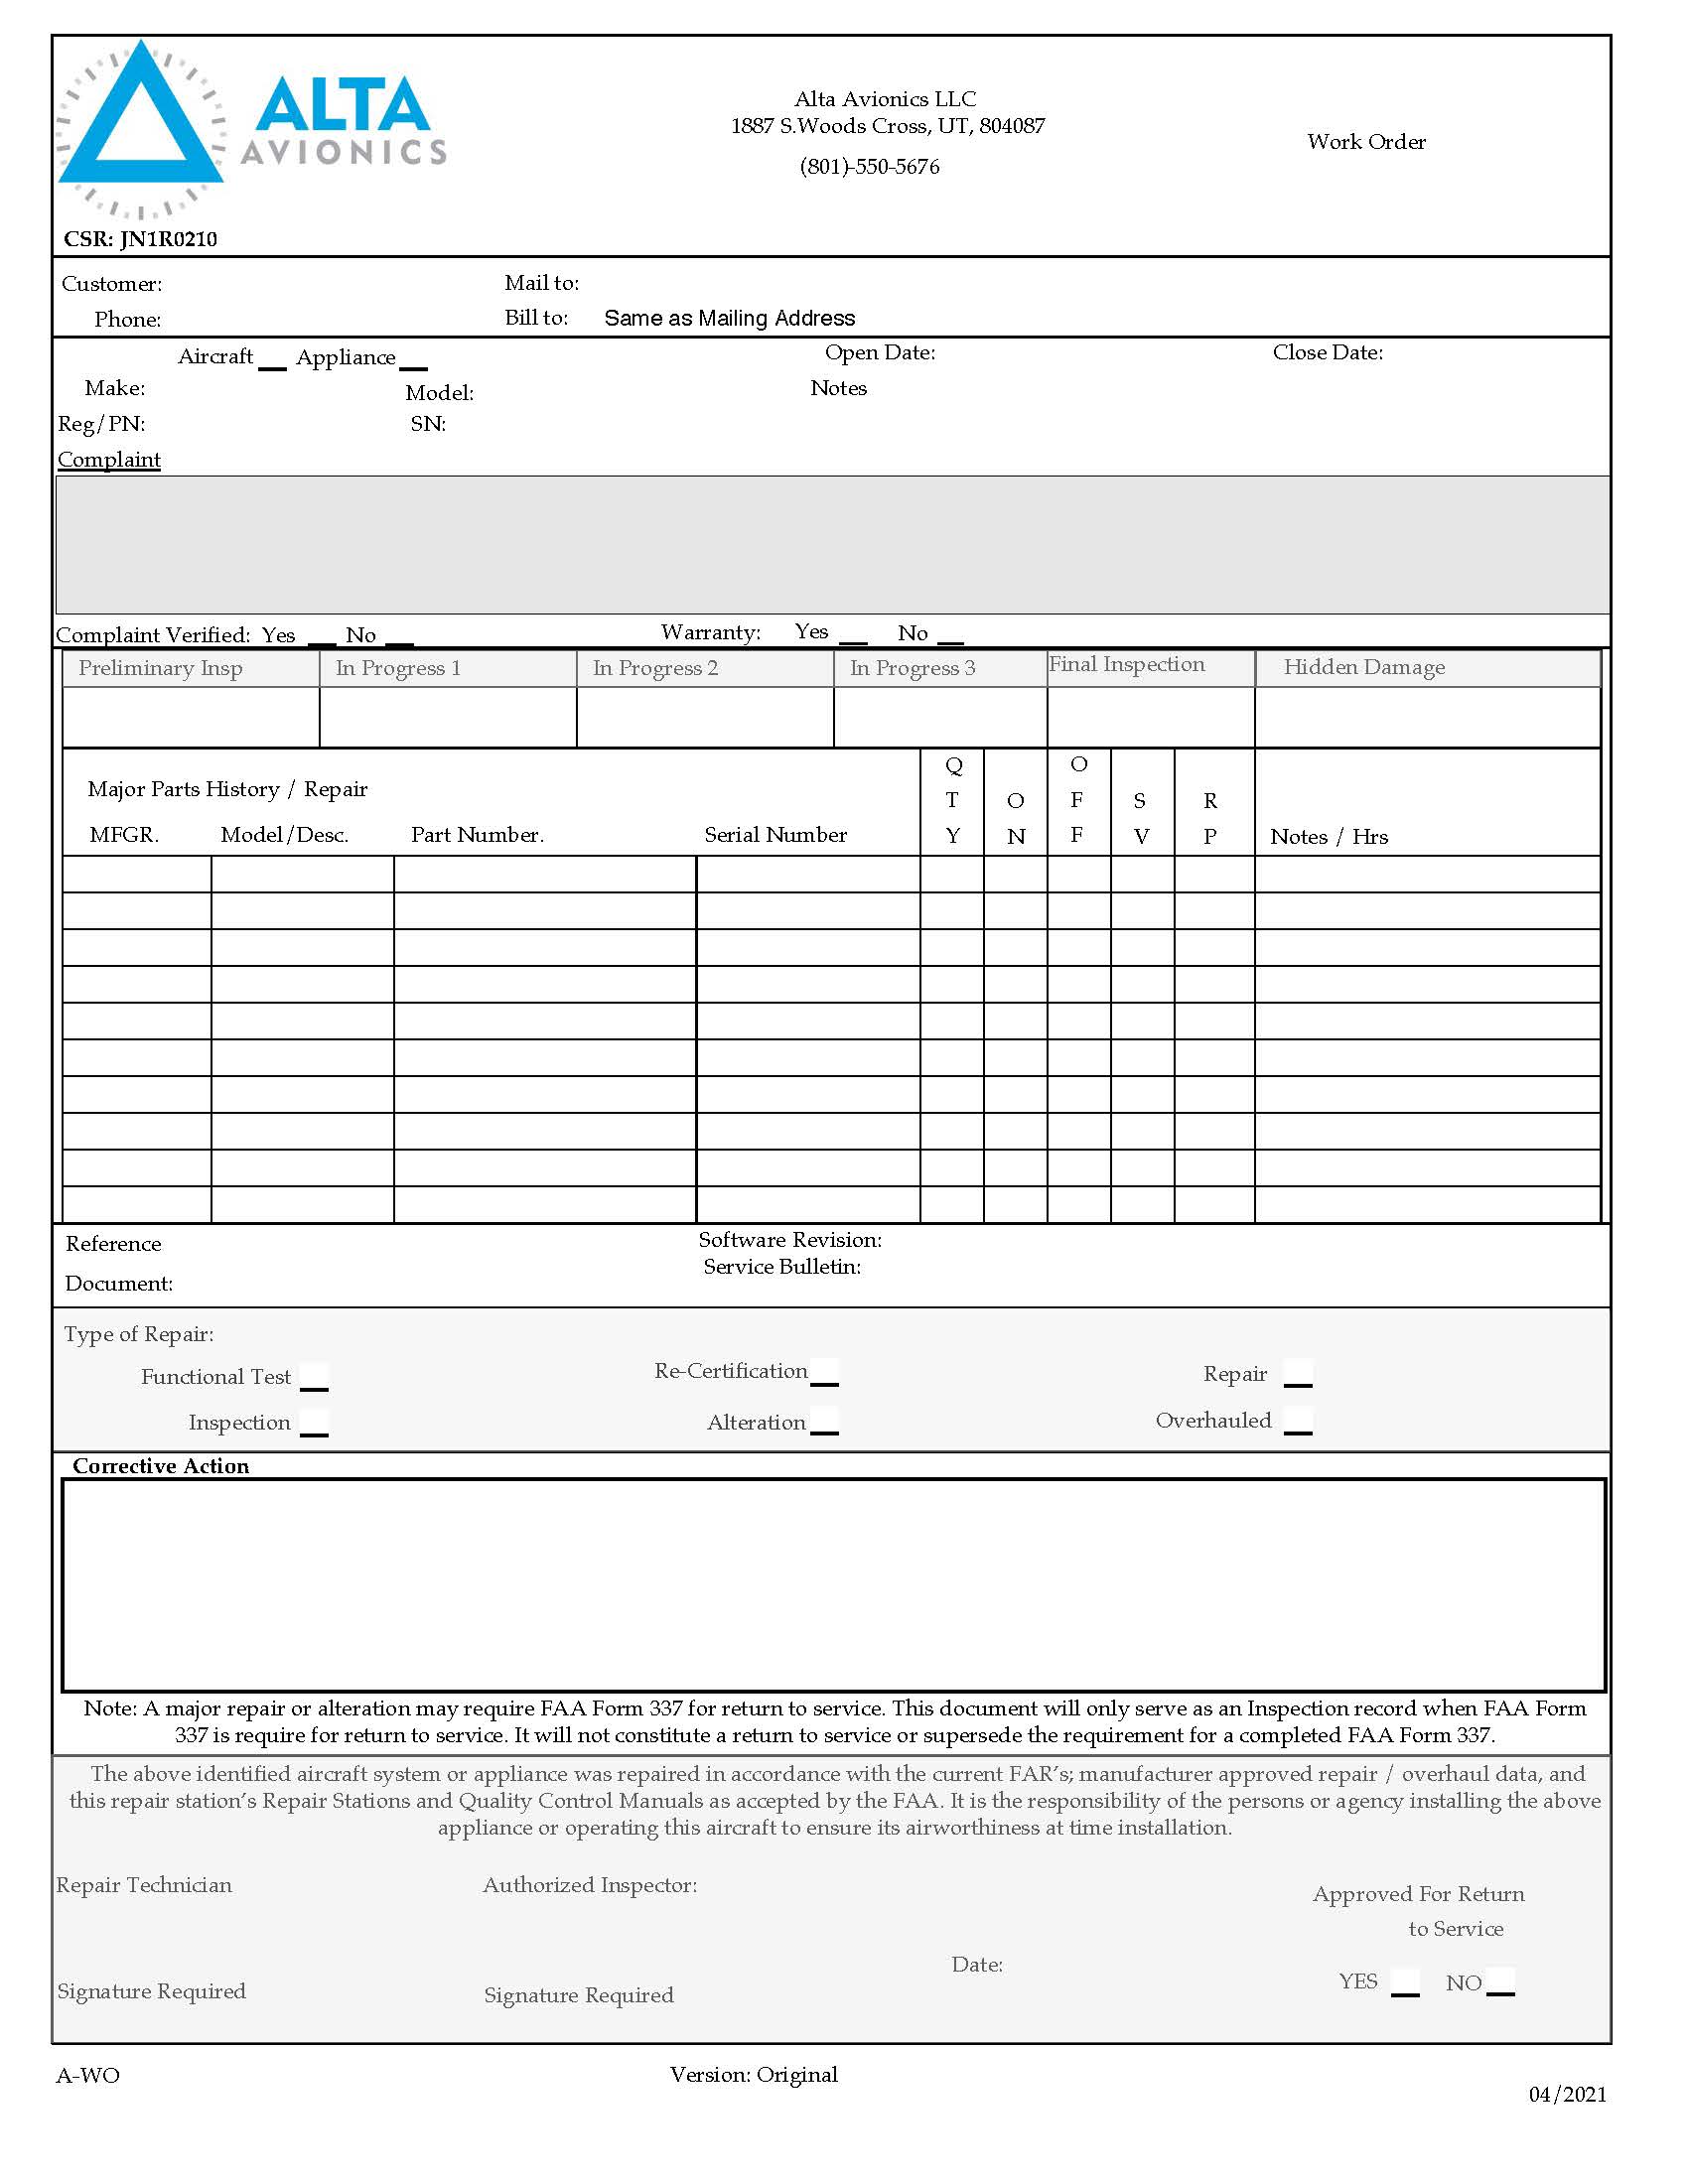 ALTA
AVIONICS
Alta Avionics LLC
1887 S.Woods Cross, UT, 804087
(801)-550-5676
Work Order
CSR: JN1R0210
Customer:
Mail to:
Phone:
Bill to: Same as Mailing Address
Aircraft __ Appliance __
Open Date:
Close Date:
Make:
Model:
Notes
Reg/PN:
SN:
Complaint
Complaint Verified: Yes __ No __ Warranty: Yes __ No __
Preliminary Insp
In Progress 1
In Progress 2
In Progress 3
Final Inspection
Hidden Damage
Major Parts History / Repair
MFGR.
Model/Desc.
Part Number.
Serial Number
QTY
ON
OFF
SV
RP
Notes / Hrs
Reference
Document:
Software Revision:
Service Bulletin:
Type of Repair:
Functional Test __ Re-Certification __ Repair __
Inspection __ Alteration __ Overhauled __
Corrective Action
Note: A major repair or alteration may require FAA Form 337 for return to service. This document will only serve as an Inspection record when FAA Form
337 is require for return to service. It will not constitute a return to service or supersede the requirement for a completed FAA Form 337.
The above identified aircraft system or appliance was repaired in accordance with the current FAR's; manufacturer approved repair / overhaul data, and
this repair station's Repair Stations and Quality Control Manuals as accepted by the FAA. It is the responsibility of the persons or agency installing the above
appliance or operating this aircraft to ensure its airworthiness at time installation.
Repair Technician
Authorized Inspector:
Approved For Return
to Service
Date:
YES __ NO __
Signature Required
Signature Required
A-WO
Version: Original
04/2021